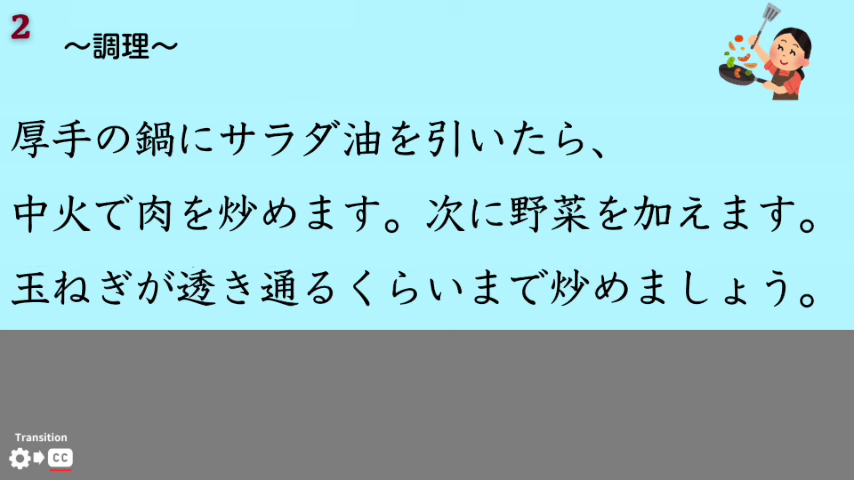 2
～調理～
厚手の鍋にサラダ油を引いたら、
中火で肉を炒めます。次に野菜を加えます。
玉ねぎが透き通るくらいまで炒めましょう。
Transition
CC